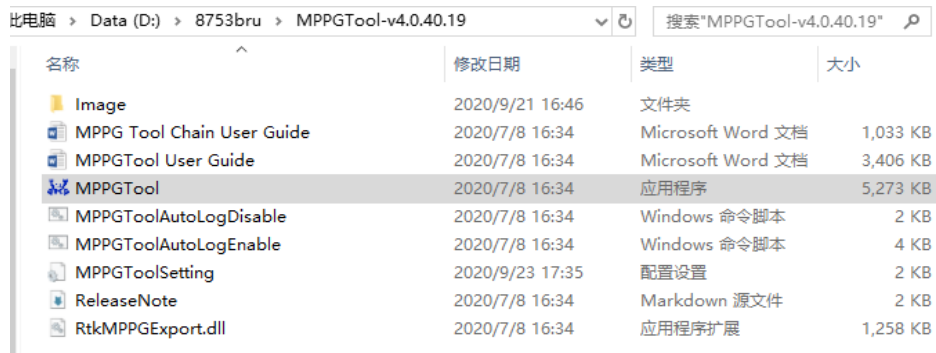 此电脑 > Data (D:) > 8753bru > MPPGTool-v4.0.40.19 搜索"MPPGTool-v4.0.40.19"
名称 修改日期 类型 大小
Image 2020/9/21 16:46 文件夹
MPPG Tool Chain User Guide 2020/7/8 16:34 Microsoft Word 文档 1,033 KB
MPPGTool User Guide 2020/7/8 16:34 Microsoft Word 文档 3,406 KB
MPPGTool 2020/7/8 16:34 应用程序 5,273 KB
MPPGToolAutoLogDisable 2020/7/8 16:34 Windows 命令脚本 2 KB
MPPGToolAutoLogEnable 2020/7/8 16:34 Windows 命令脚本 4 KB
MPPGToolSetting 2020/9/23 17:35 配置设置 2 KB
ReleaseNote 2020/7/8 16:34 Markdown 源文件 2 KB
RtkMPPGExport.dll 2020/7/8 16:34 应用程序扩展 1,258 KB